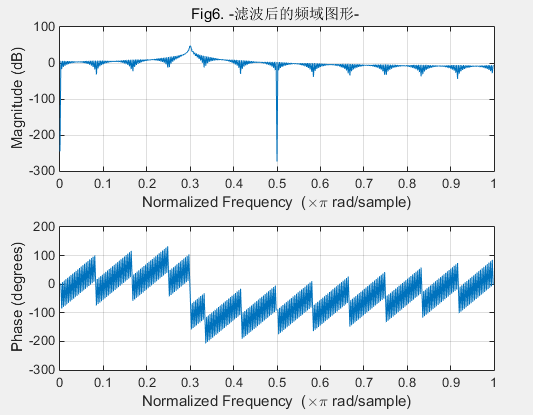 Fig6. -滤波后的频域图形-
Magnitude (dB)
100
0
-100
-200
-300
0 0.1 0.2 0.3 0.4 0.5 0.6 0.7 0.8 0.9 1
Normalized Frequency (×π rad/sample)
Phase (degrees)
200
100
0
-100
-200
-300
0 0.1 0.2 0.3 0.4 0.5 0.6 0.7 0.8 0.9 1
Normalized Frequency (×π rad/sample)